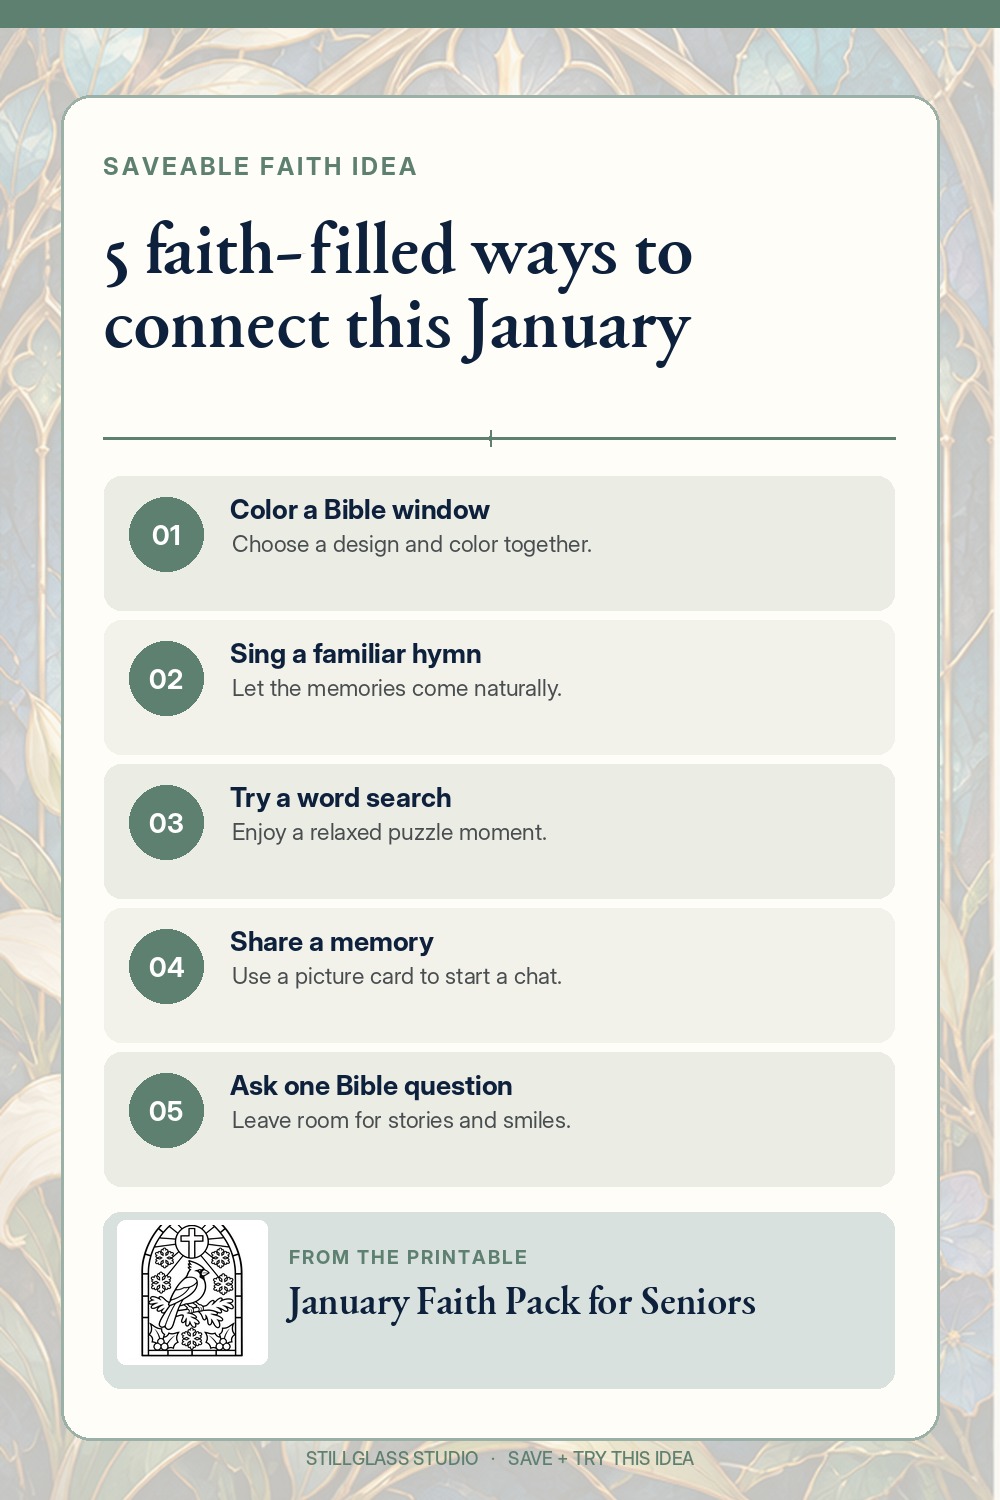 SAVEABLE FAITH IDEA
5 faith-filled ways to
connect this January
01
Color a Bible window
Choose a design and color together.
02
Sing a familiar hymn
Let the memories come naturally.
03
Try a word search
Enjoy a relaxed puzzle moment.
04
Share a memory
Use a picture card to start a chat.
05
Ask one Bible question
Leave room for stories and smiles.
FROM THE PRINTABLE
January Faith Pack for Seniors
STILLGLASS STUDIO · SAVE + TRY THIS IDEA